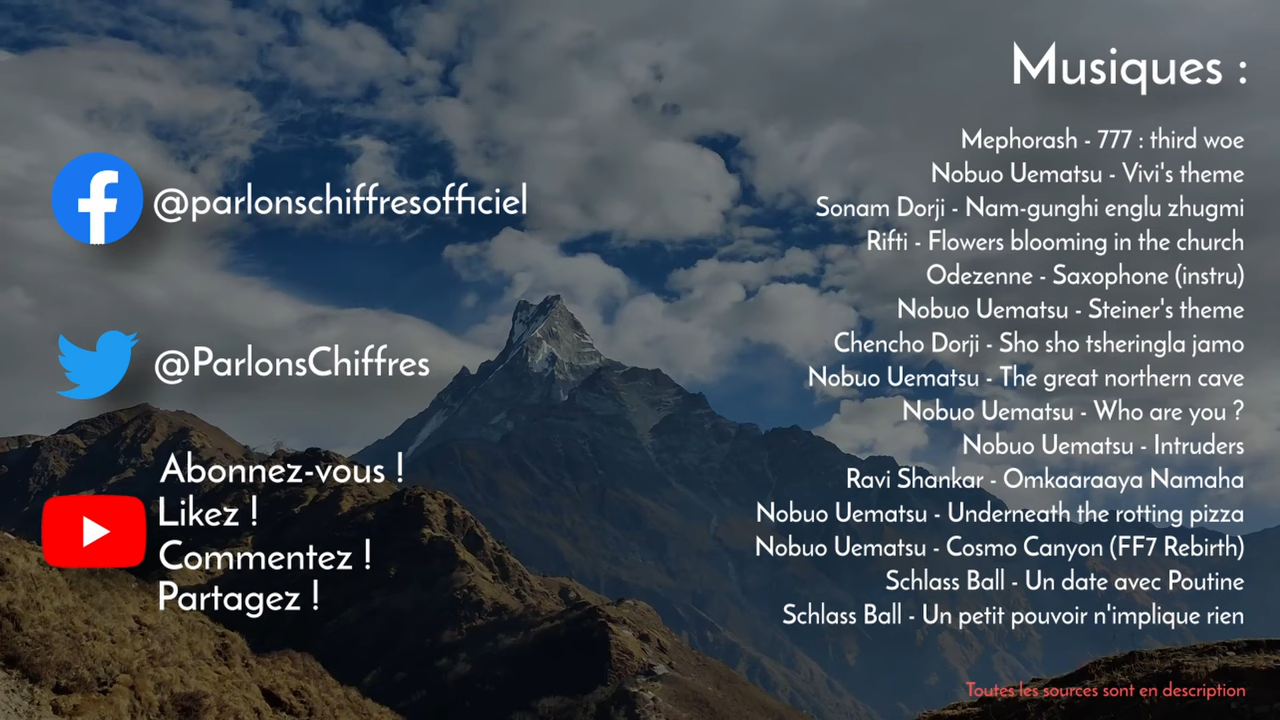 @parlonschiffresofficiel
@ParlonsChiffres
Abonnez-vous !
Likez !
Commentez !
Partagez !
Musiques :
Mephorash - 777 : third woe
Nobuo Uematsu - Vivi's theme
Sonam Dorji - Nam-gunghi englu zhugmi
Rifti - Flowers blooming in the church
Odezenne - Saxophone (instru)
Nobuo Uematsu - Steiner's theme
Chencho Dorji - Sho sho tsheringla jamo
Nobuo Uematsu - The great northern cave
Nobuo Uematsu - Who are you ?
Nobuo Uematsu - Intruders
Ravi Shankar - Omkaaraaya Namaha
Nobuo Uematsu - Underneath the rotting pizza
Nobuo Uematsu - Cosmo Canyon (FF7 Rebirth)
Schlass Ball - Un date avec Poutine
Schlass Ball - Un petit pouvoir n'implique rien
Toutes les sources sont en description